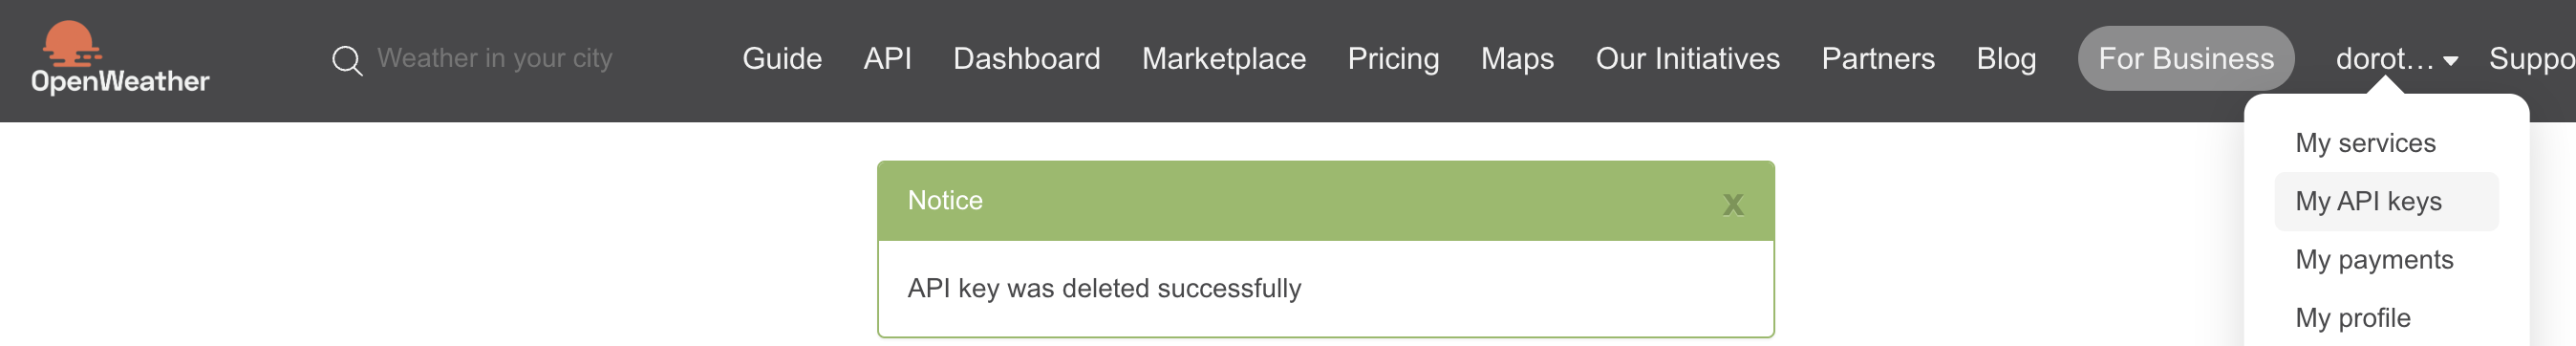 OpenWeather
Weather in your city
Guide API Dashboard Marketplace Pricing Maps Our Initiatives Partners Blog For Business dorot... Suppo
Notice x
API key was deleted successfully
My services
My API keys
My payments
My profile